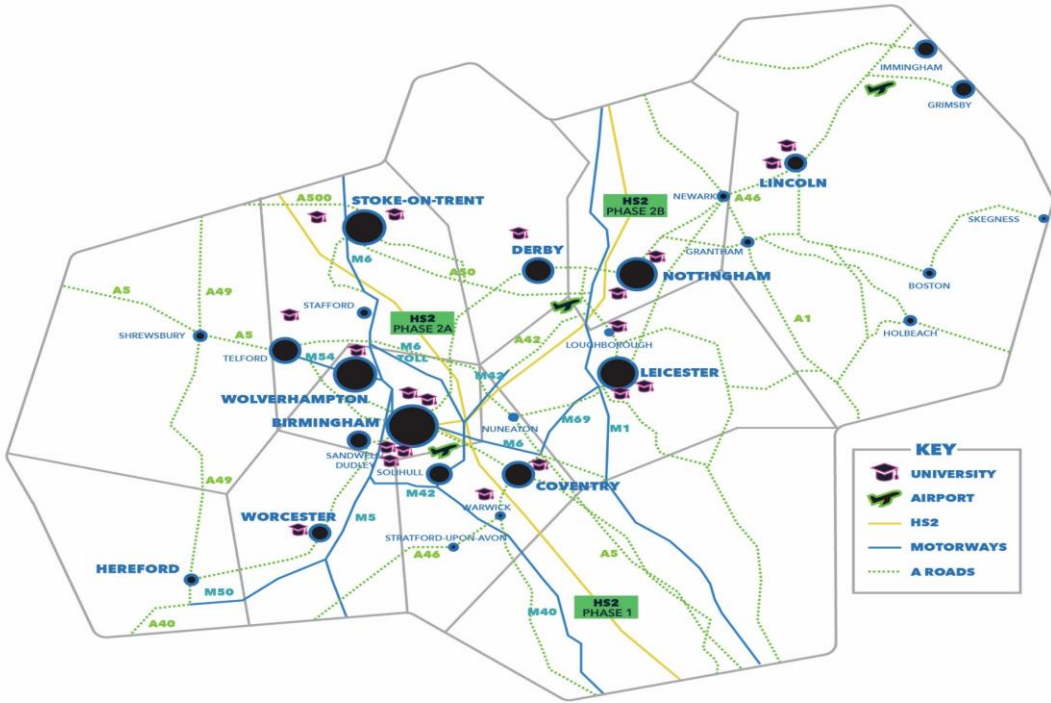 IMMINGHAM
GRIMSBY
LINCOLN
A500
STOKE-ON-TRENT
HS2
PHASE 2B
NEWARK
A46
SKEGNESS
DERBY
GRANTHAM
M6
A50
NOTTINGHAM
A5
A49
BOSTON
STAFFORD
HS2
PHASE 2A
A1
SHREWSBURY
A5
HOLBEACH
A42
LOUGHBOROUGH
M6
TOLL
TELFORD
M54
M42
LEICESTER
WOLVERHAMPTON
BIRMINGHAM
M69
M1
NUNEATON
M6
SANDWELL
DUDLEY
SOLIHULL
KEY
UNIVERSITY
AIRPORT
HS2
MOTORWAYS
A ROADS
A49
M42
COVENTRY
WARWICK
WORCESTER
M5
STRATFORD-UPON-AVON
A46
A5
HEREFORD
M50
HS2
PHASE 1
M40
A40